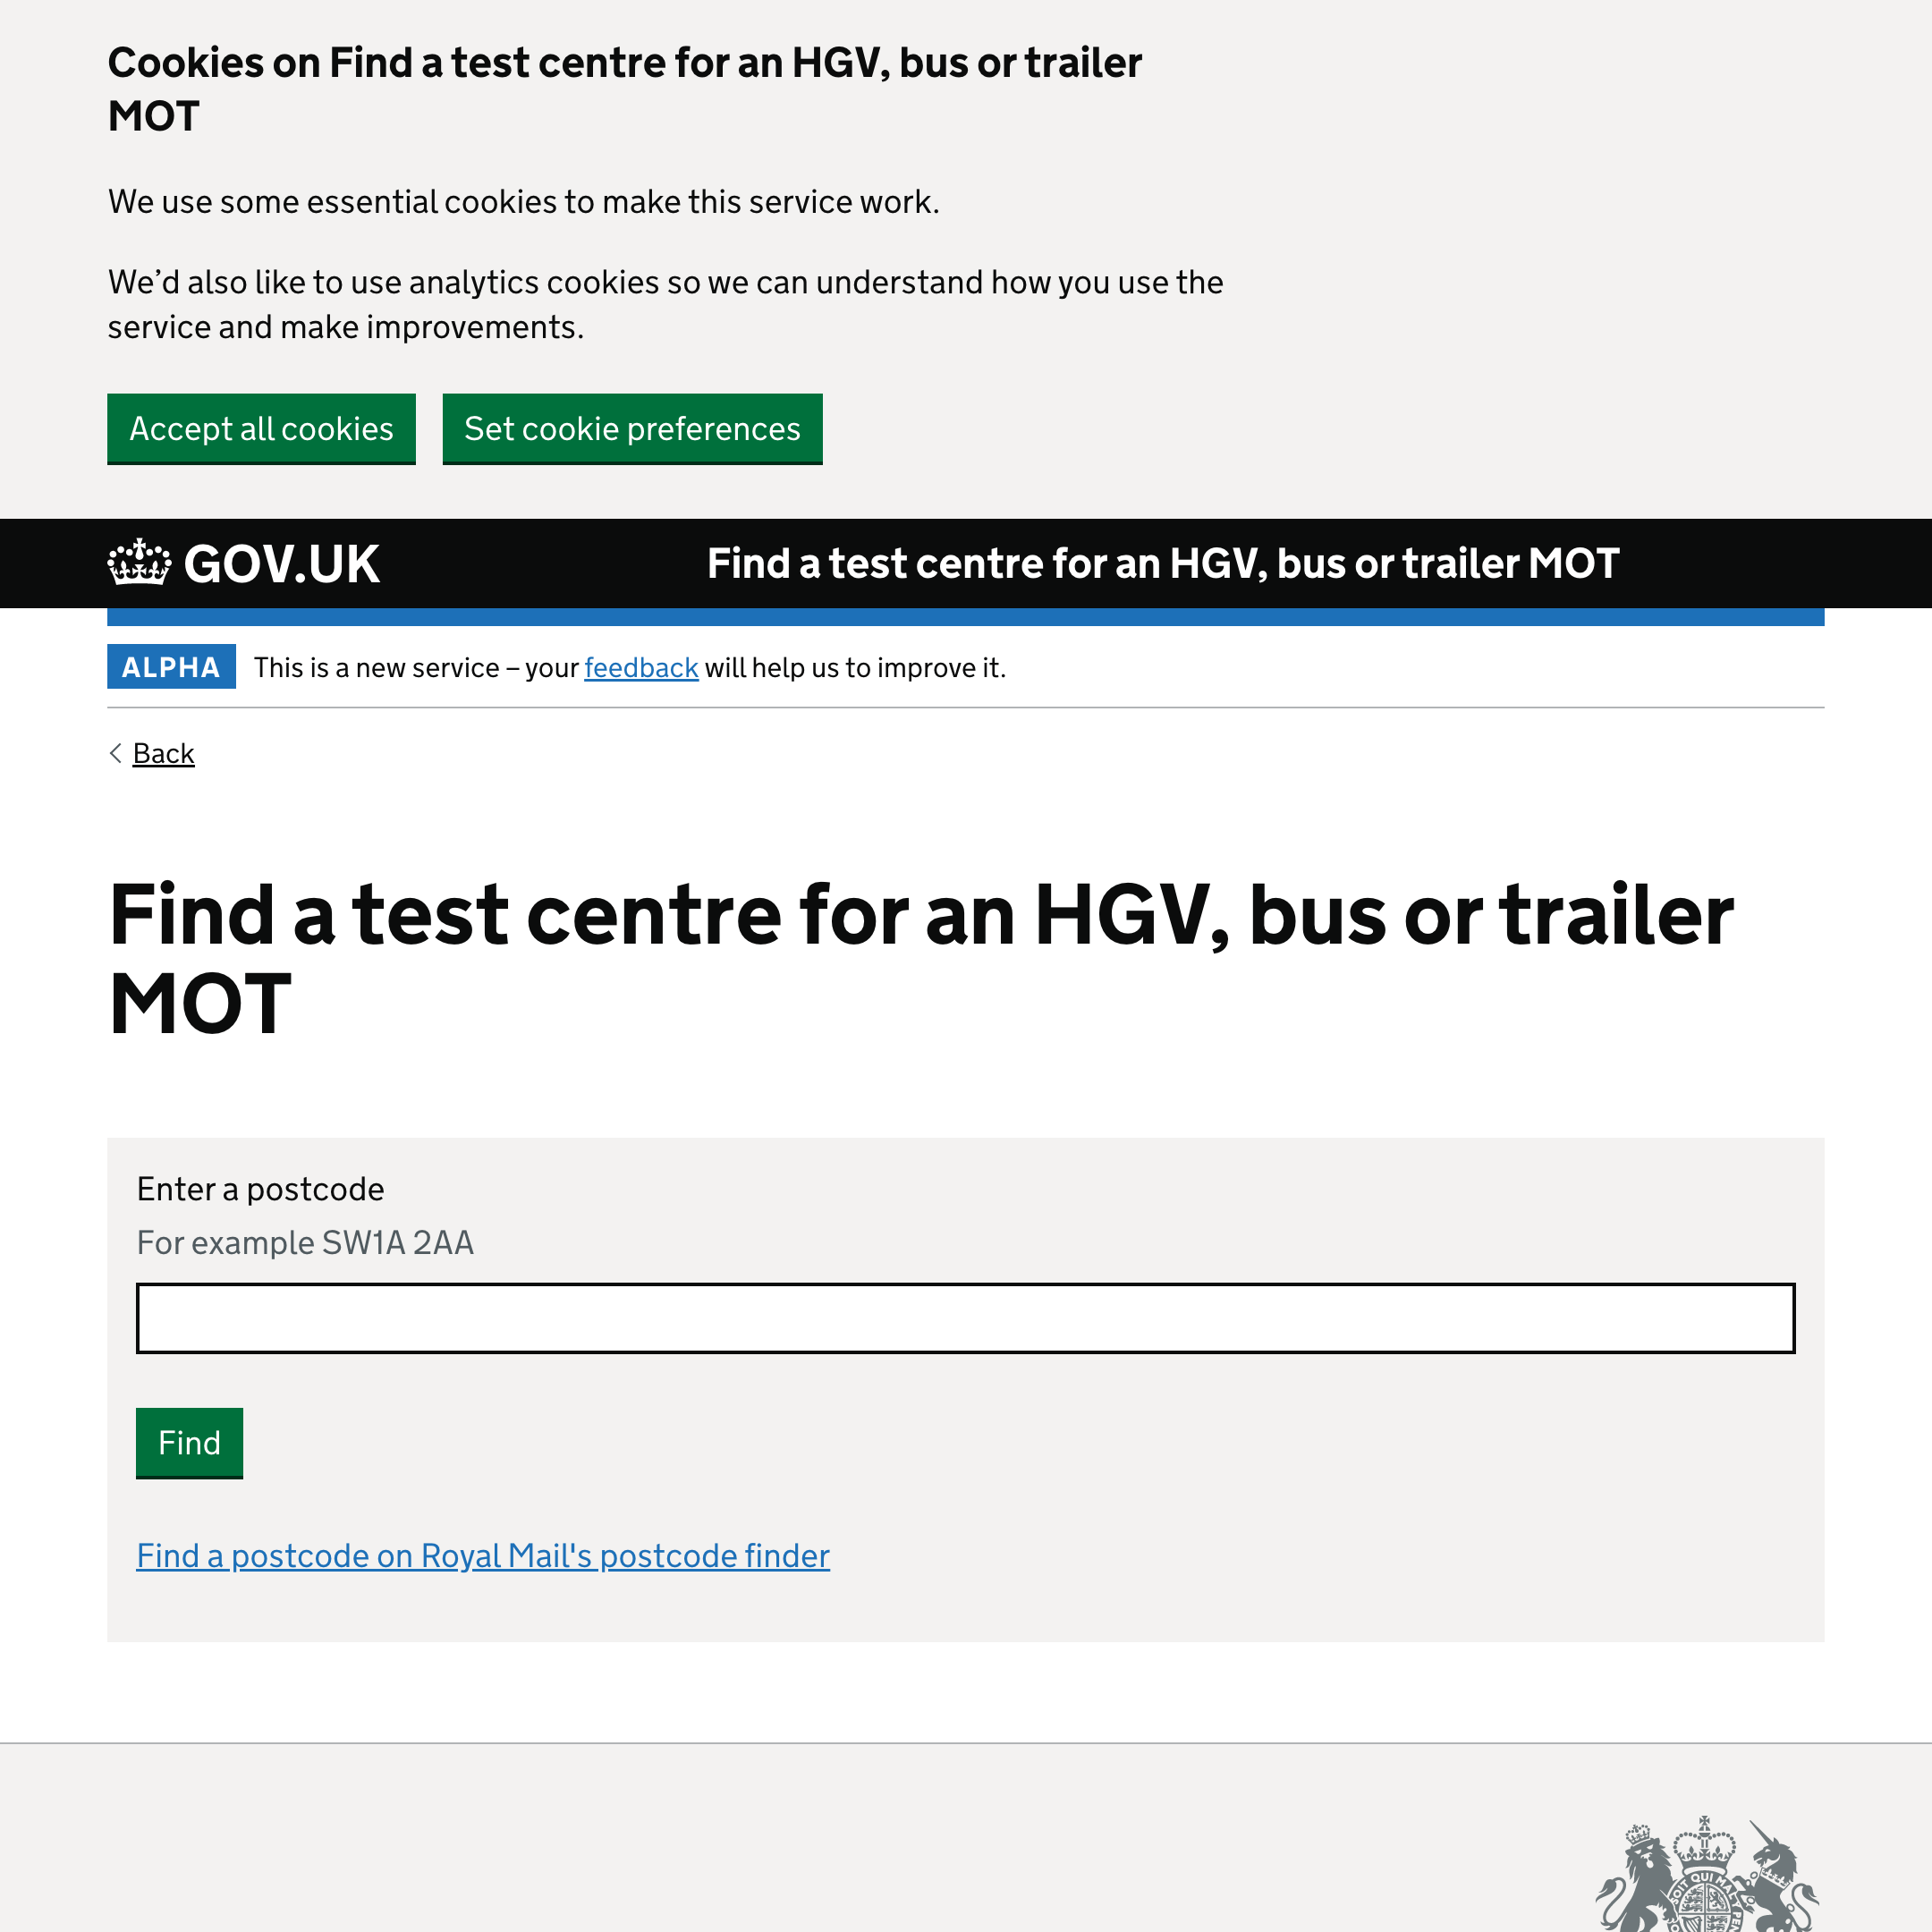 Cookies on Find a test centre for an HGV, bus or trailer
MOT
We use some essential cookies to make this service work.
We’d also like to use analytics cookies so we can understand how you use the
service and make improvements.
Accept all cookies
Set cookie preferences
GOV.UK
Find a test centre for an HGV, bus or trailer MOT
ALPHA
This is a new service – your feedback will help us to improve it.
Back
Find a test centre for an HGV, bus or trailer
MOT
Enter a postcode
For example SW1A 2AA
Find
Find a postcode on Royal Mail's postcode finder
SOIT QUI MAL